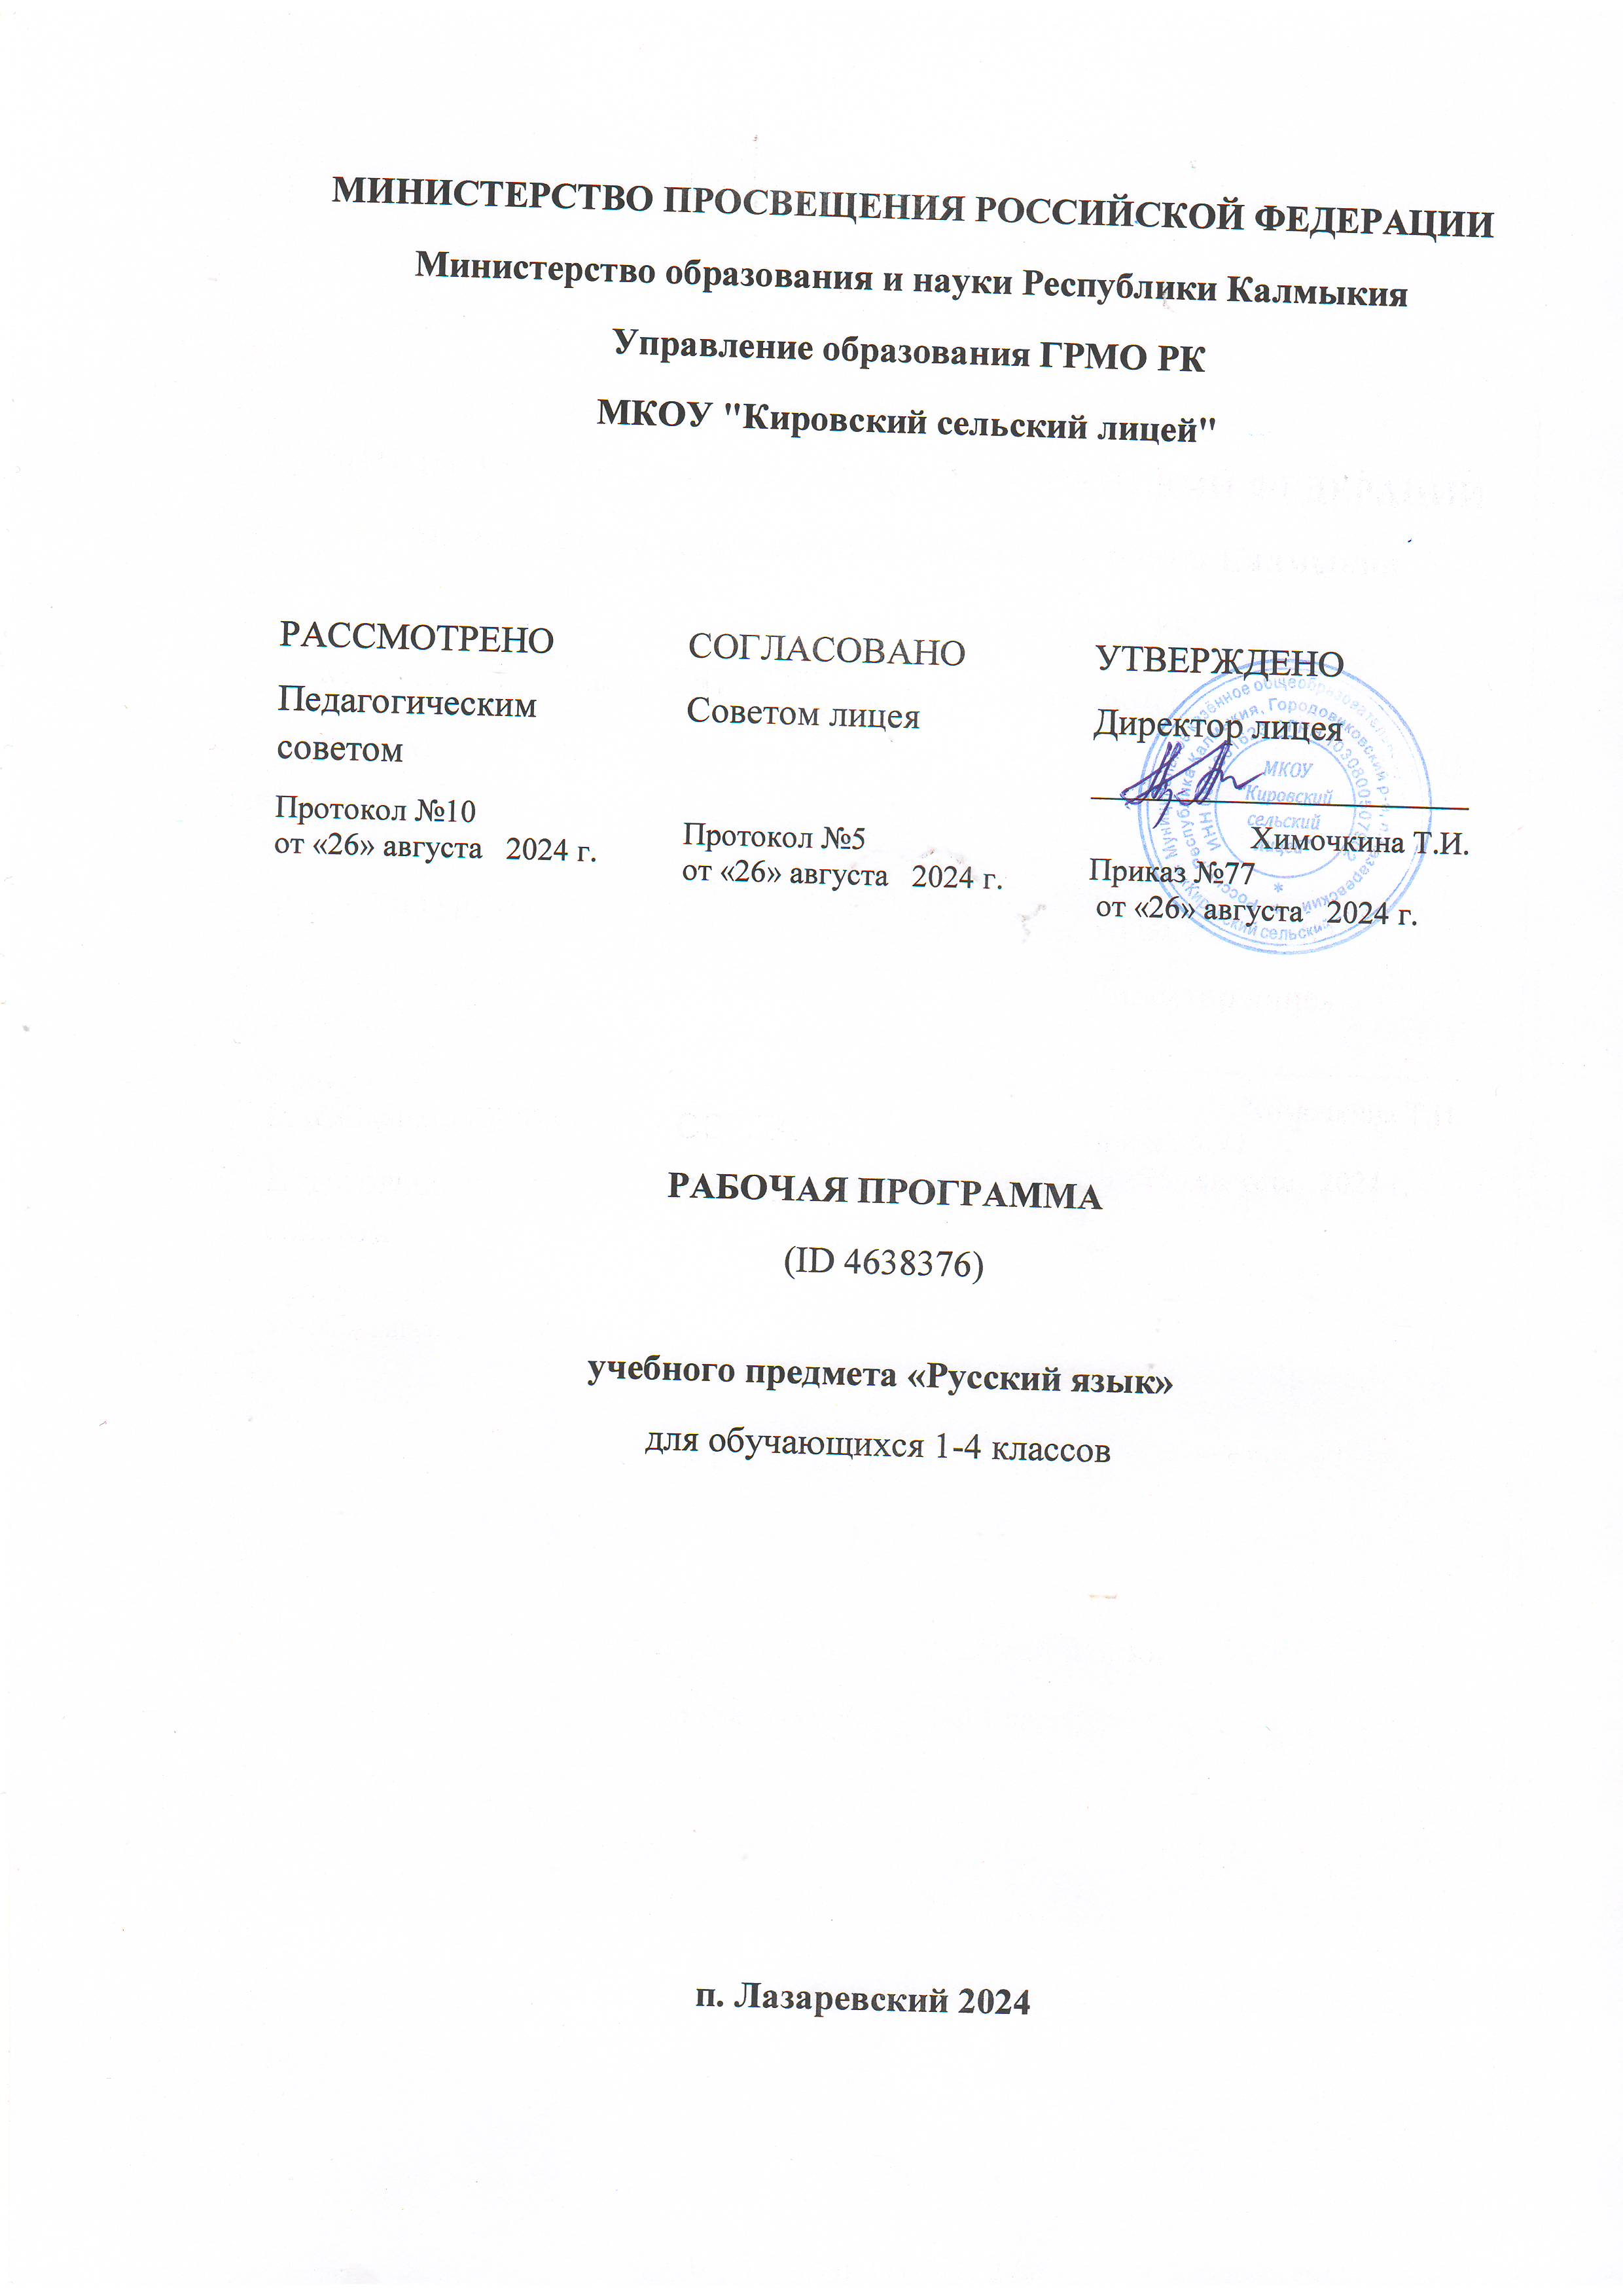 МИНИСТЕРСТВО ПРОСВЕЩЕНИЯ РОССИЙСКОЙ ФЕДЕРАЦИИ
Министерство образования и науки Республики Калмыкия
Управление образования ГРМО РК
МКОУ "Кировский сельский лицей"
РАССМОТРЕНО
Педагогическим
советом
Протокол №10
от «26» августа 2024 г.
СОГЛАСОВАНО
Советом лицея
Протокол №5
от «26» августа 2024 г.
УТВЕРЖДЕНО
Директор лицея
Химочкина Т.И.
Приказ №77
от «26» августа 2024 г.
МКОУ
Кировский
сельский
лицей
РАБОЧАЯ ПРОГРАММА
(ID 4638376)
учебного предмета «Русский язык»
для обучающихся 1-4 классов
п. Лазаревский 2024